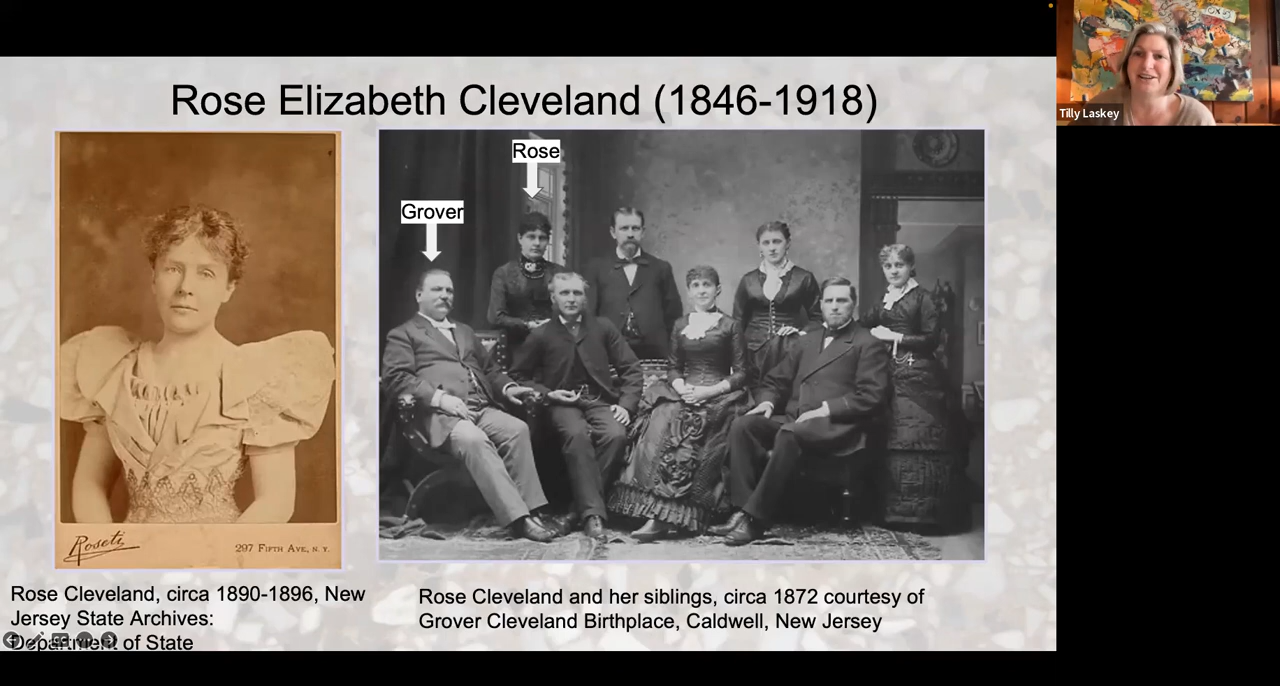 Rose Elizabeth Cleveland (1846-1918)
Rose
Grover
Rosetti
297 FIFTH AVE, N. Y.
Rose Cleveland, circa 1890-1896, New
Jersey State Archives:
Department of State
Rose Cleveland and her siblings, circa 1872 courtesy of
Grover Cleveland Birthplace, Caldwell, New Jersey
Tilly Laskey